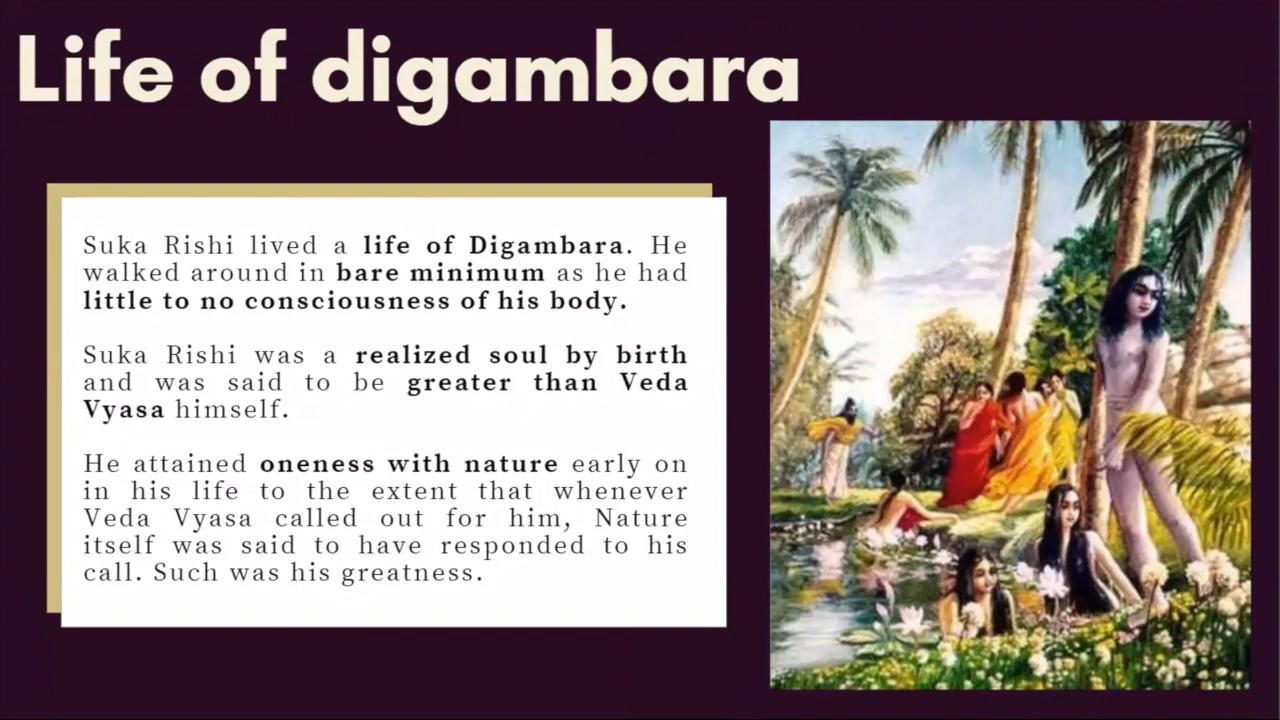 Life of digambara
Suka Rishi lived a life of Digambara. He
walked around in bare minimum as he had
little to no consciousness of his body.
Suka Rishi was a realized soul by birth
and was said to be greater than Veda
Vyasa himself.
He attained oneness with nature early on
in his life to the extent that whenever
Veda Vyasa called out for him, Nature
itself was said to have responded to his
call. Such was his greatness.